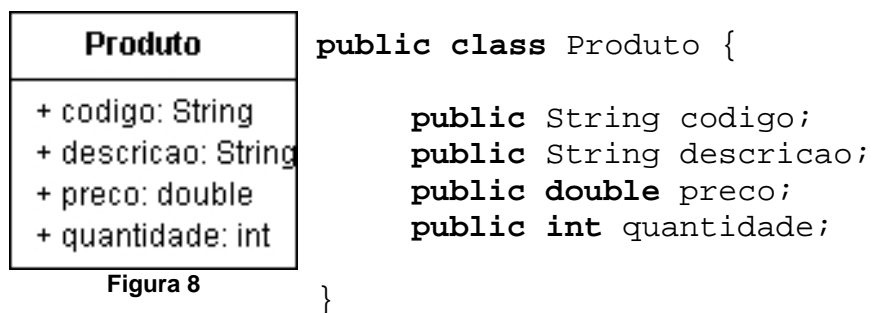 Produto
+ codigo: String
+ descricao: String
+ preco: double
+ quantidade: int
Figura 8
public class Produto {
public String codigo;
public String descricao;
public double preco;
public int quantidade;
}